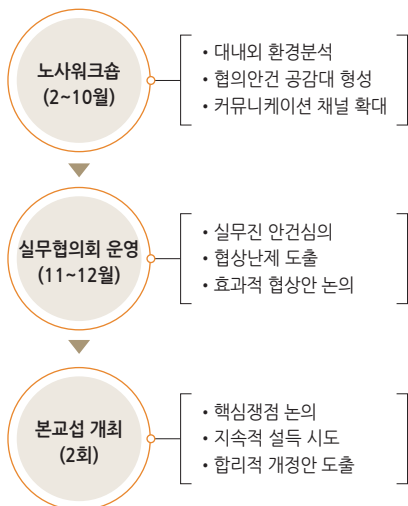 노사워크숍
(2~10월)
• 대내외 환경분석
• 협의안건 공감대 형성
• 커뮤니케이션 채널 확대
실무협의회 운영
(11~12월)
• 실무진 안건심의
• 협상난제 도출
• 효과적 협상안 논의
본교섭 개최
(2회)
• 핵심쟁점 논의
• 지속적 설득 시도
• 합리적 개정안 도출